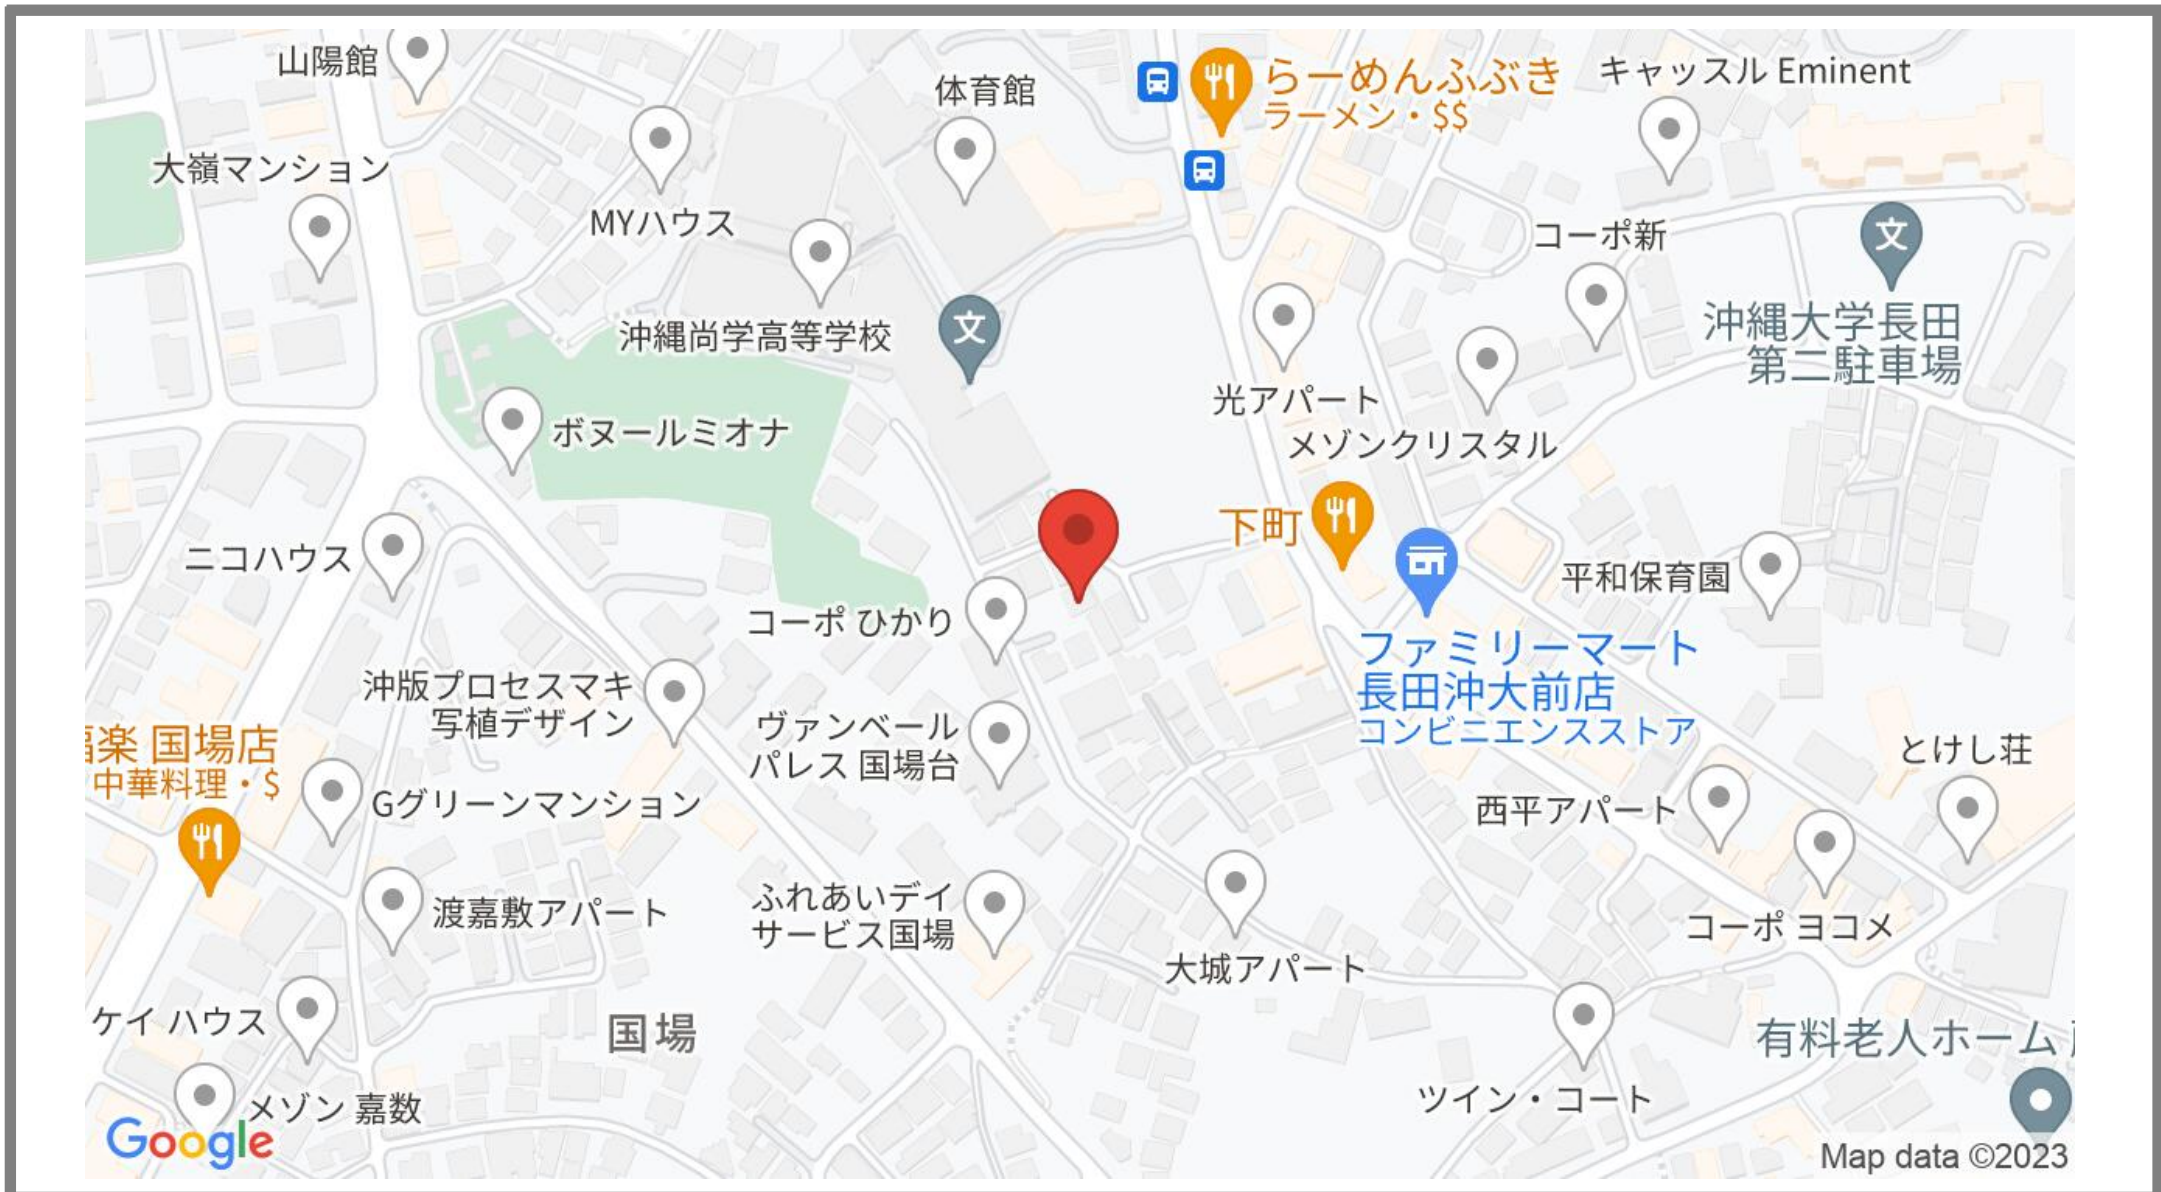 山陽館
体育館
らーめんふぶき
ラーメン・$$
キャッスル Eminent
大嶺マンション
MYハウス
コーポ新
沖縄尚学高等学校
沖縄大学長田
第二駐車場
光アパート
メゾンクリスタル
ボヌールミオナ
下町
ニコハウス
平和保育園
コーポ ひかり
ファミリーマート
長田沖大前店
コンビニエンスストア
沖版プロセスマキ
写植デザイン
ヴァンベール
パレス 国場台
楽 国場店
中華料理・$
Gグリーンマンション
とけし荘
西平アパート
渡嘉敷アパート
ふれあいデイ
サービス国場
コーポ ヨコメ
大城アパート
ケイ ハウス
国場
有料老人ホーム
ツイン・コート
メゾン 嘉数
Google
Map data ©2023